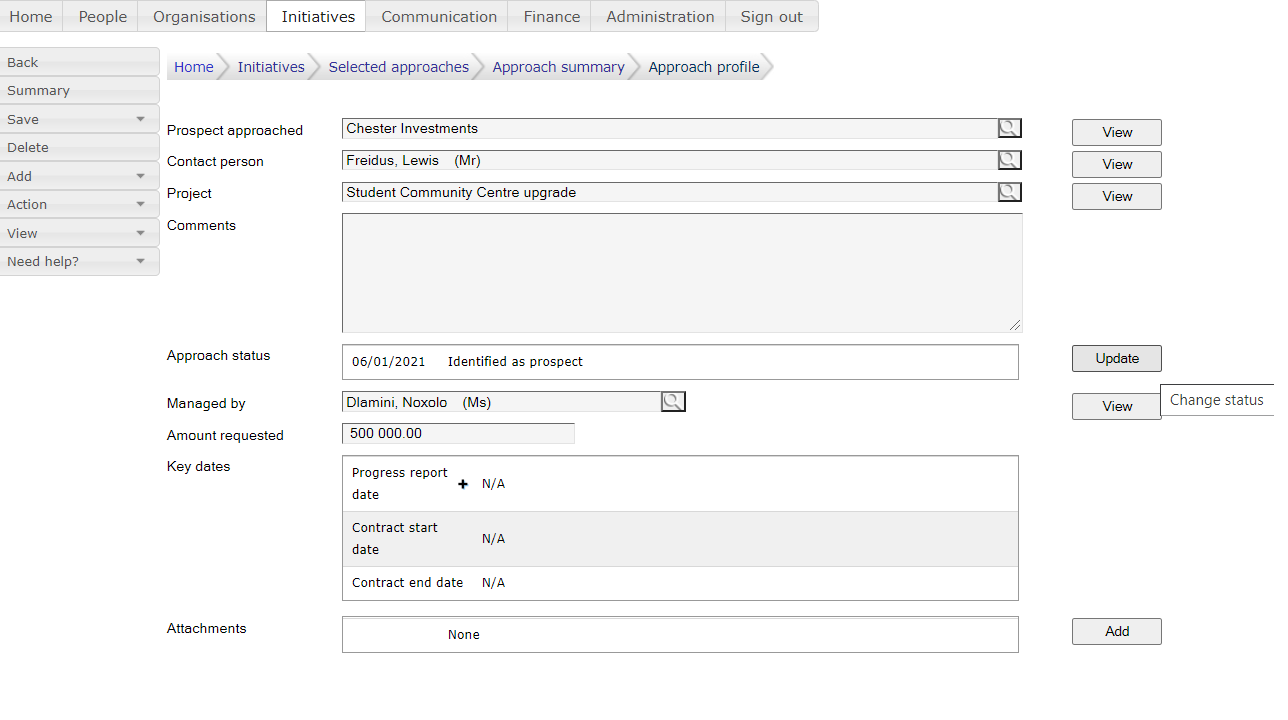 Home People Organisations Initiatives Communication Finance Administration Sign out
Back
Summary
Save
Delete
Add
Action
View
Need help?
Home Initiatives Selected approaches Approach summary Approach profile
Prospect approached Chester Investments View
Contact person Freidus, Lewis (Mr) View
Project Student Community Centre upgrade View
Comments
Approach status 06/01/2021 Identified as prospect Update
Change status
Managed by Dlamini, Noxolo (Ms) View
Amount requested 500 000.00
Key dates
Progress report
date + N/A
Contract start
date N/A
Contract end date N/A
Attachments None Add